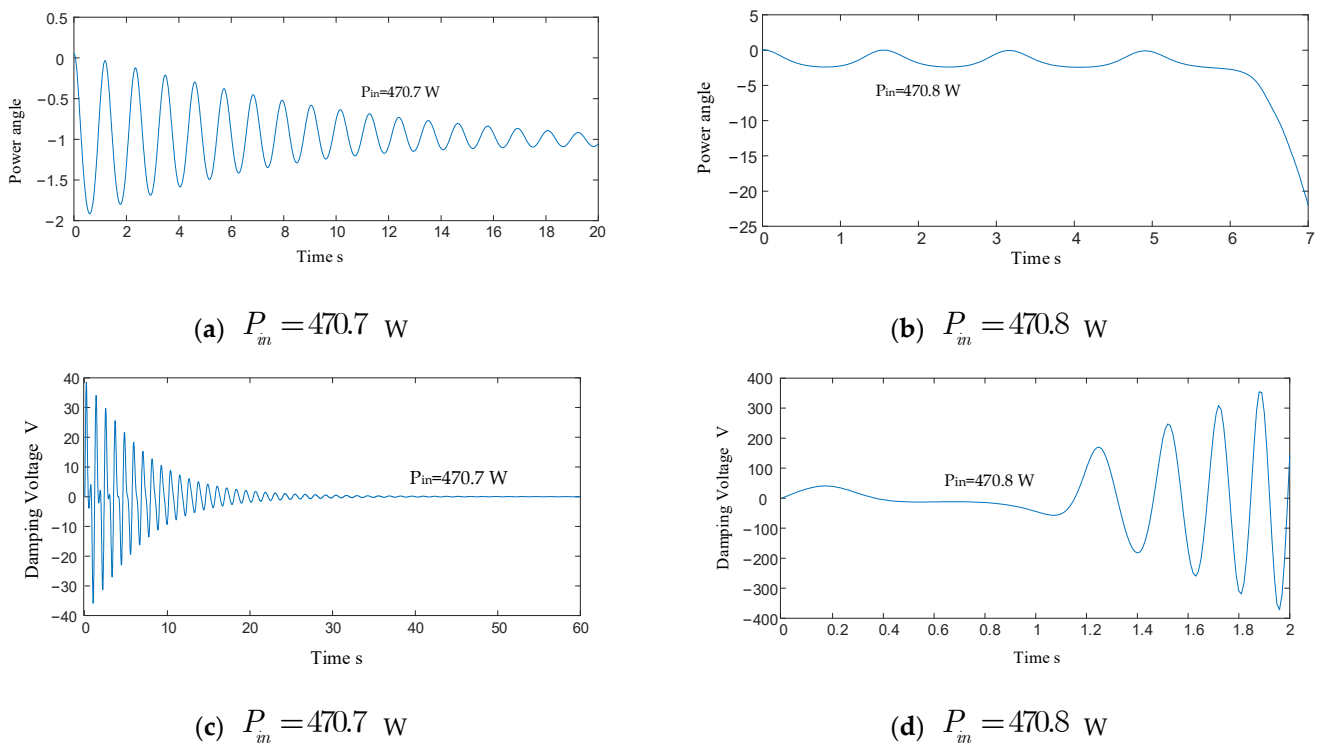 0.5
0
−0.5
−1
−1.5
−2
Power angle
Pin=470.7 W
0 2 4 6 8 10 12 14 16 18 20
Time s
(a) P_in = 470.7 W
5
0
−5
−10
−15
−20
−25
Power angle
Pin=470.8 W
0 1 2 3 4 5 6 7
Time s
(b) P_in = 470.8 W
40
30
20
10
0
−10
−20
−30
−40
Damping Voltage V
Pin=470.7 W
0 10 20 30 40 50 60
Time s
(c) P_in = 470.7 W
400
300
200
100
0
−100
−200
−300
−400
Damping Voltage V
Pin=470.8 W
0 0.2 0.4 0.6 0.8 1 1.2 1.4 1.6 1.8 2
Time s
(d) P_in = 470.8 W